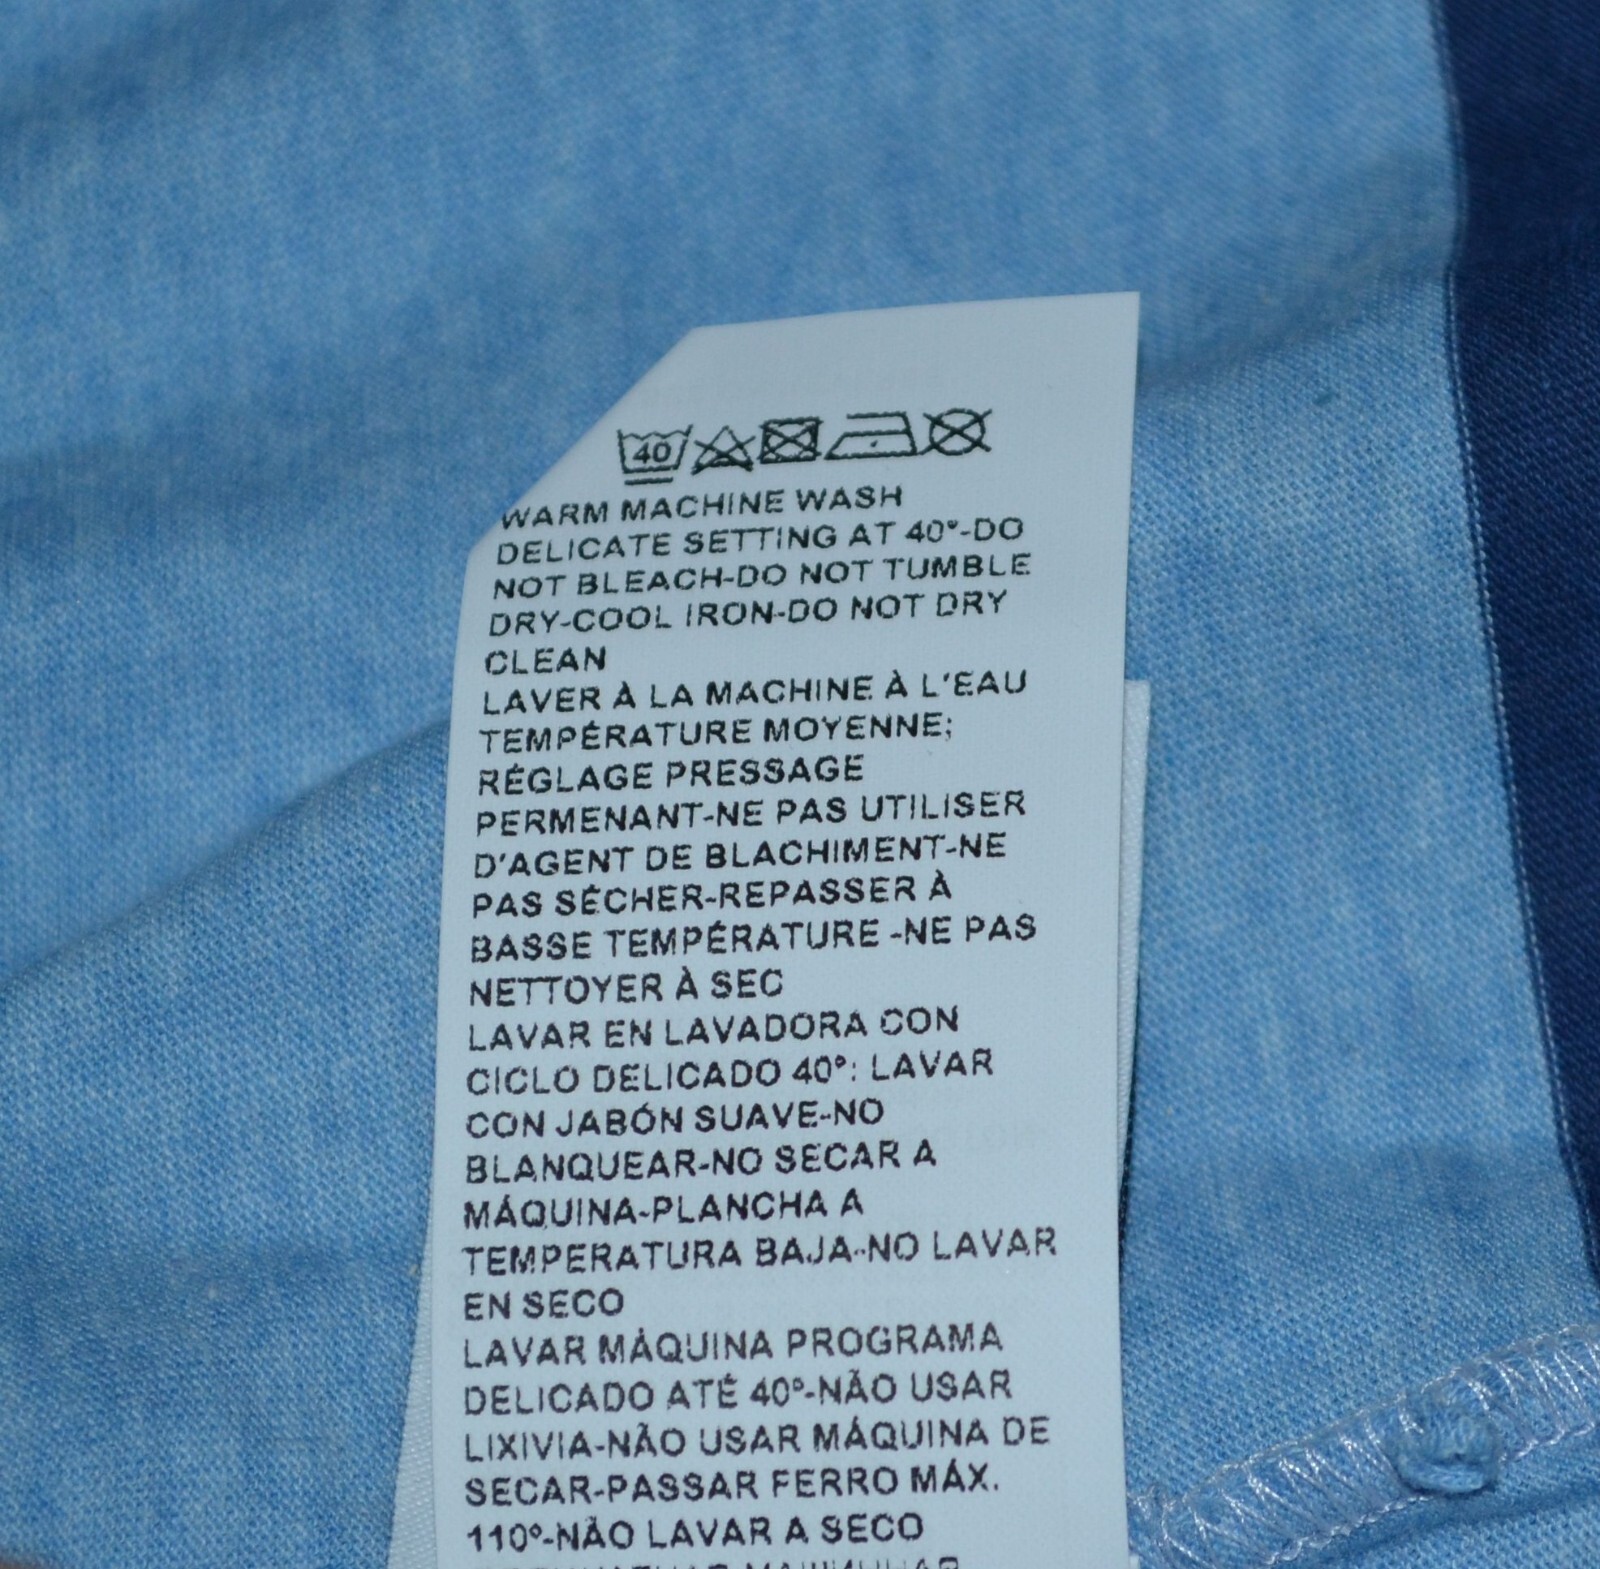 40
WARM MACHINE WASH
DELICATE SETTING AT 40°-DO
NOT BLEACH-DO NOT TUMBLE
DRY-COOL IRON-DO NOT DRY
CLEAN
LAVER À LA MACHINE À L'EAU
TEMPÉRATURE MOYENNE;
RÉGLAGE PRESSAGE
PERMENANT-NE PAS UTILISER
D'AGENT DE BLACHIMENT-NE
PAS SÉCHER-REPASSER À
BASSE TEMPÉRATURE -NE PAS
NETTOYER À SEC
LAVAR EN LAVADORA CON
CICLO DELICADO 40°: LAVAR
CON JABÓN SUAVE-NO
BLANQUEAR-NO SECAR A
MÁQUINA-PLANCHA A
TEMPERATURA BAJA-NO LAVAR
EN SECO
LAVAR MÁQUINA PROGRAMA
DELICADO ATÉ 40°-NÃO USAR
LIXIVIA-NÃO USAR MÁQUINA DE
SECAR-PASSAR FERRO MÁX.
110°-NÃO LAVAR A SECO